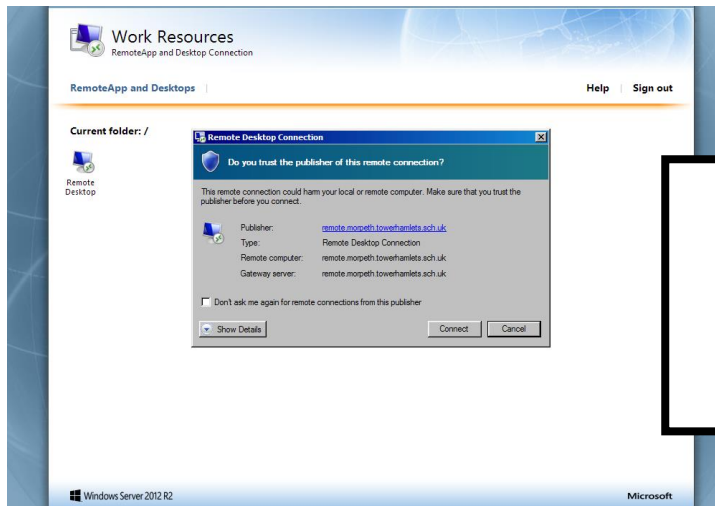 Work Resources
RemoteApp and Desktop Connection
RemoteApp and Desktops | Help | Sign out
Current folder: /
Remote
Desktop
Remote Desktop Connection
Do you trust the publisher of this remote connection?
This remote connection could harm your local or remote computer. Make sure that you trust the
publisher before you connect.
Publisher: remote.morpeth.towerhamlets.sch.uk
Type: Remote Desktop Connection
Remote computer: remote.morpeth.towerhamlets.sch.uk
Gateway server: remote.morpeth.towerhamlets.sch.uk
Don't ask me again for remote connections from this publisher
Show Details Connect Cancel
Windows Server 2012 R2 Microsoft